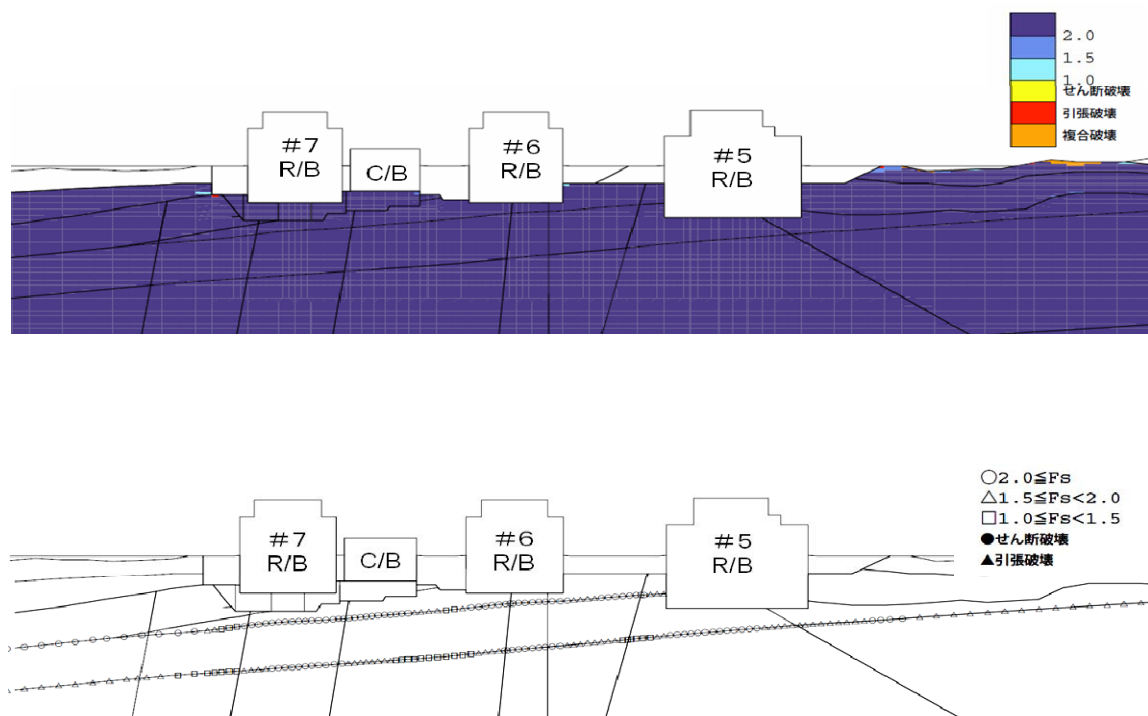 2.0
1.5
1.0
せん断破壊
引張破壊
複合破壊
#7
R/B
C/B
#6
R/B
#5
R/B
○2.0≦Fs
△1.5≦Fs<2.0
□1.0≦Fs<1.5
●せん断破壊
▲引張破壊
#7
R/B
C/B
#6
R/B
#5
R/B